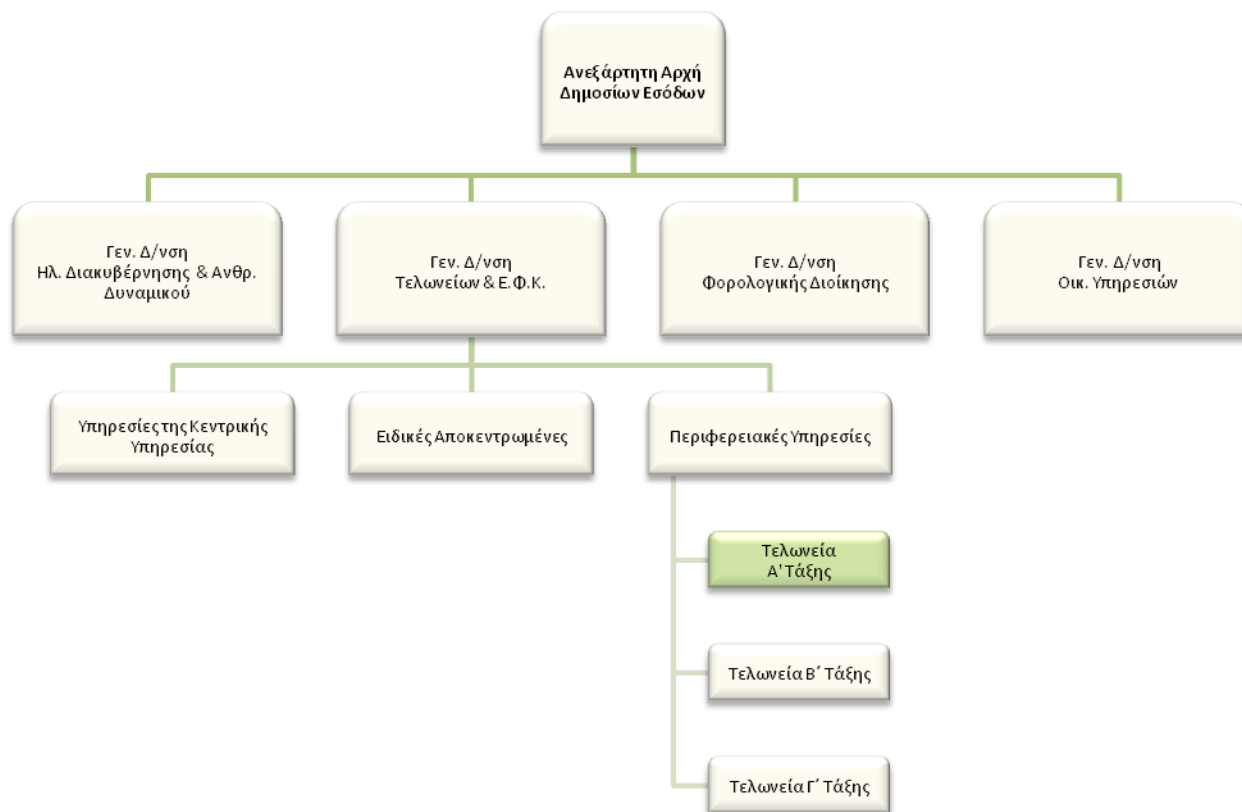 Ανεξάρτητη Αρχή
Δημοσίων Εσόδων
Γεν. Δ/νση
Ηλ. Διακυβέρνησης & Ανθρ.
Δυναμικού
Γεν. Δ/νση
Τελωνείων & Ε.Φ.Κ.
Γεν. Δ/νση
Φορολογικής Διοίκησης
Γεν. Δ/νση
Οικ. Υπηρεσιών
Υπηρεσίες της Κεντρικής
Υπηρεσίας
Ειδικές Αποκεντρωμένες
Περιφερειακές Υπηρεσίες
Τελωνεία
Α' Τάξης
Τελωνεία Β΄ Τάξης
Τελωνεία Γ΄ Τάξης